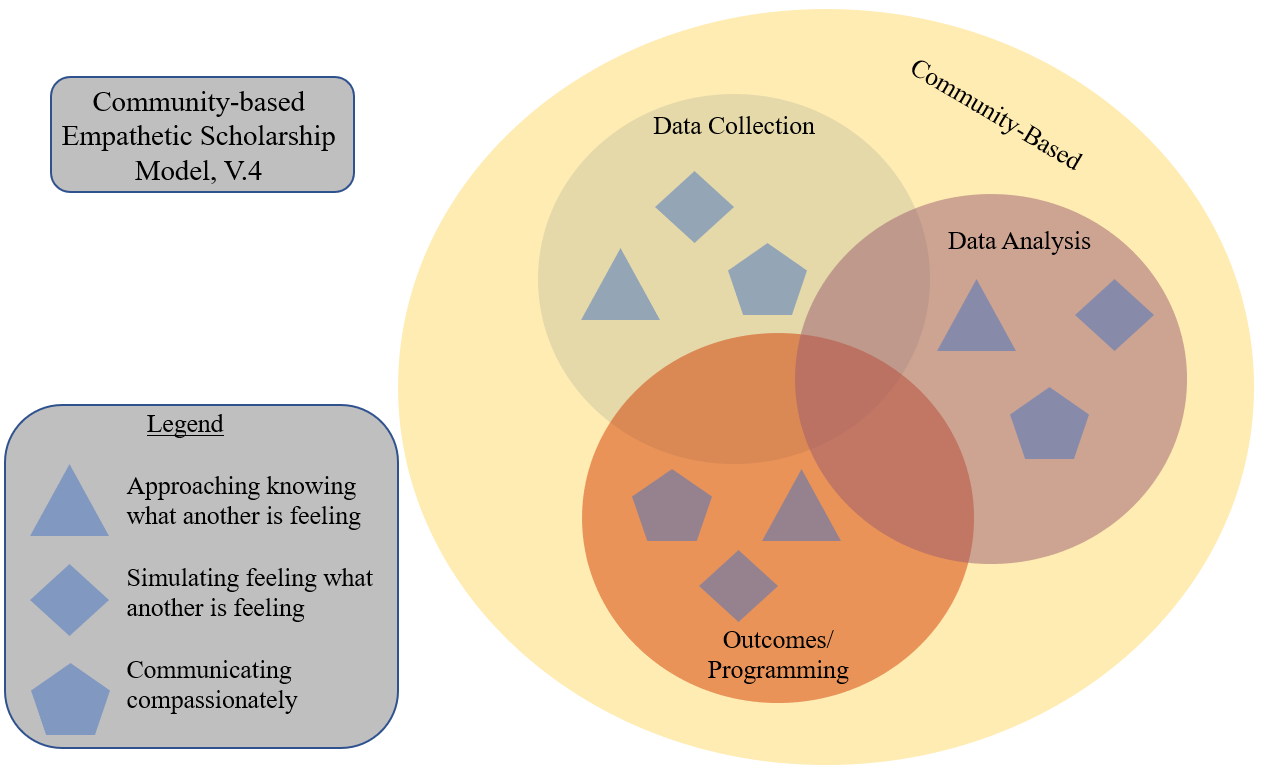 Community-based
Empathetic Scholarship
Model, V.4
Community-Based
Data Collection
Data Analysis
Outcomes/
Programming
Legend
Approaching knowing
what another is feeling
Simulating feeling what
another is feeling
Communicating
compassionately